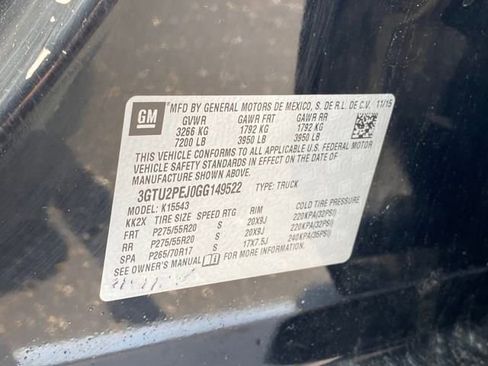 GM
MFD BY GENERAL MOTORS DE MEXICO, S. DE R.L. DE C.V. 11/15
GVWR GAWR FRT GAWR RR
3266 KG 1792 KG 1792 KG
7200 LB 3950 LB 3950 LB
THIS VEHICLE CONFORMS TO ALL APPLICABLE U.S. FEDERAL MOTOR
VEHICLE SAFETY STANDARDS IN EFFECT ON THE DATE OF
MANUFACTURE SHOWN ABOVE.
3GTU2PEJ0GG149522 TYPE: TRUCK
MODEL: K15543
KK2X TIRE SIZE SPEED RTG RIM COLD TIRE PRESSURE
FRT P275/55R20 S 20X9J 220KPA(32PSI)
RR P275/55R20 S 20X9J 220KPA(32PSI)
SPA P265/70R17 S 17X7.5J 240KPA(35PSI)
SEE OWNER'S MANUAL FOR MORE INFORMATION.